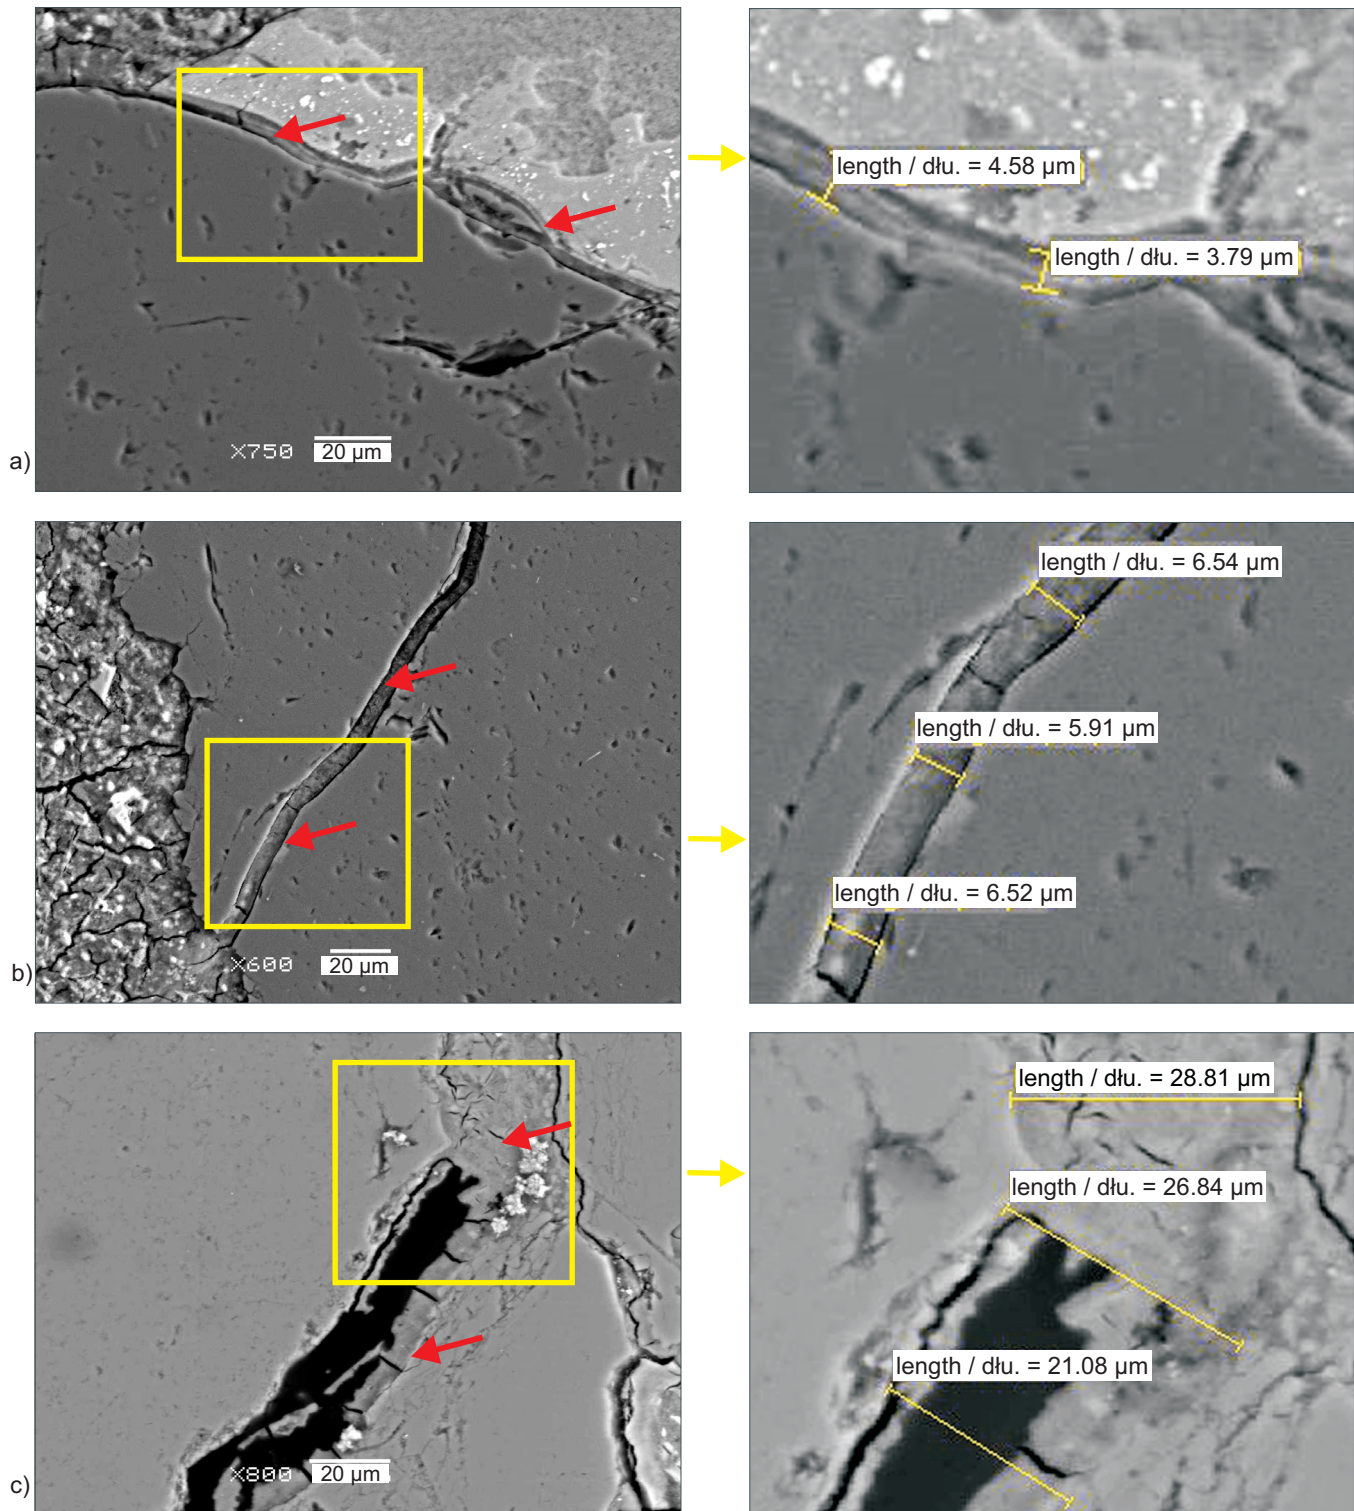 length / dłu. = 4.58 µm
length / dłu. = 3.79 µm
X750
20 µm
a)
length / dłu. = 6.54 µm
length / dłu. = 5.91 µm
length / dłu. = 6.52 µm
X600
20 µm
b)
length / dłu. = 28.81 µm
length / dłu. = 26.84 µm
length / dłu. = 21.08 µm
X800
20 µm
c)